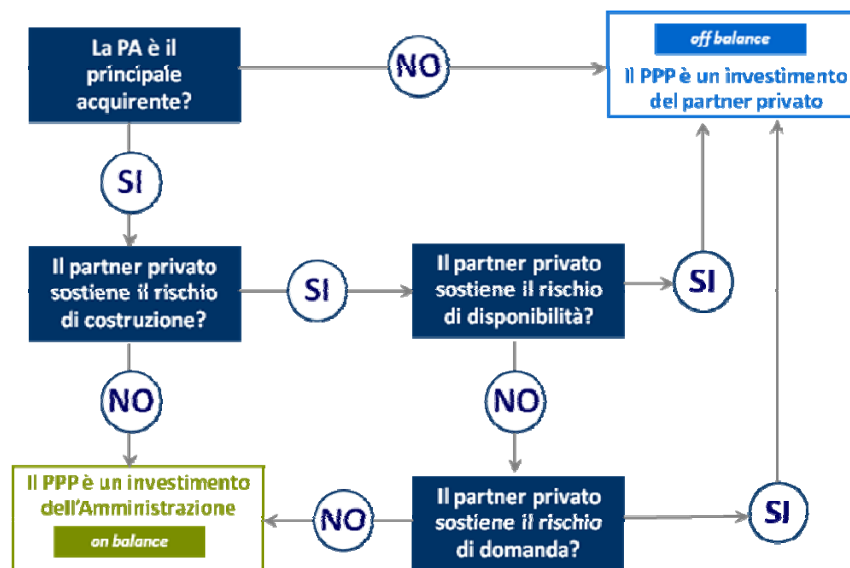 La PA è il
principale
acquirente?
NO
off balance
Il PPP è un investimento
del partner privato
SI
Il partner privato
sostiene il rischio
di costruzione?
SI
Il partner privato
sostiene il rischio
di disponibilità?
SI
NO
NO
Il PPP è un investimento
dell'Amministrazione
on balance
NO
Il partner privato
sostiene il rischio
di domanda?
SI